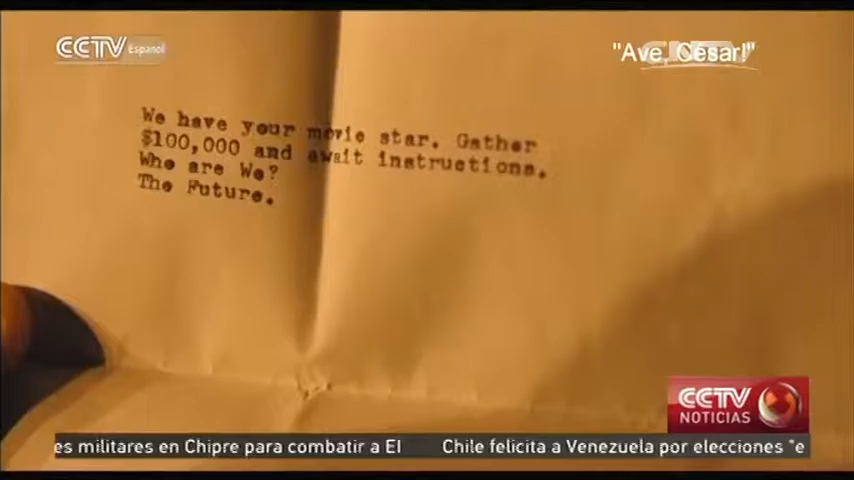 CCTV Español
"Ave, César!"
We have your movie star. Gather
$100,000 and await instructions.
Who are We?
The Future.
CCTV
NOTICIAS
es militares en Chipre para combatir a EI Chile felicita a Venezuela por elecciones "e